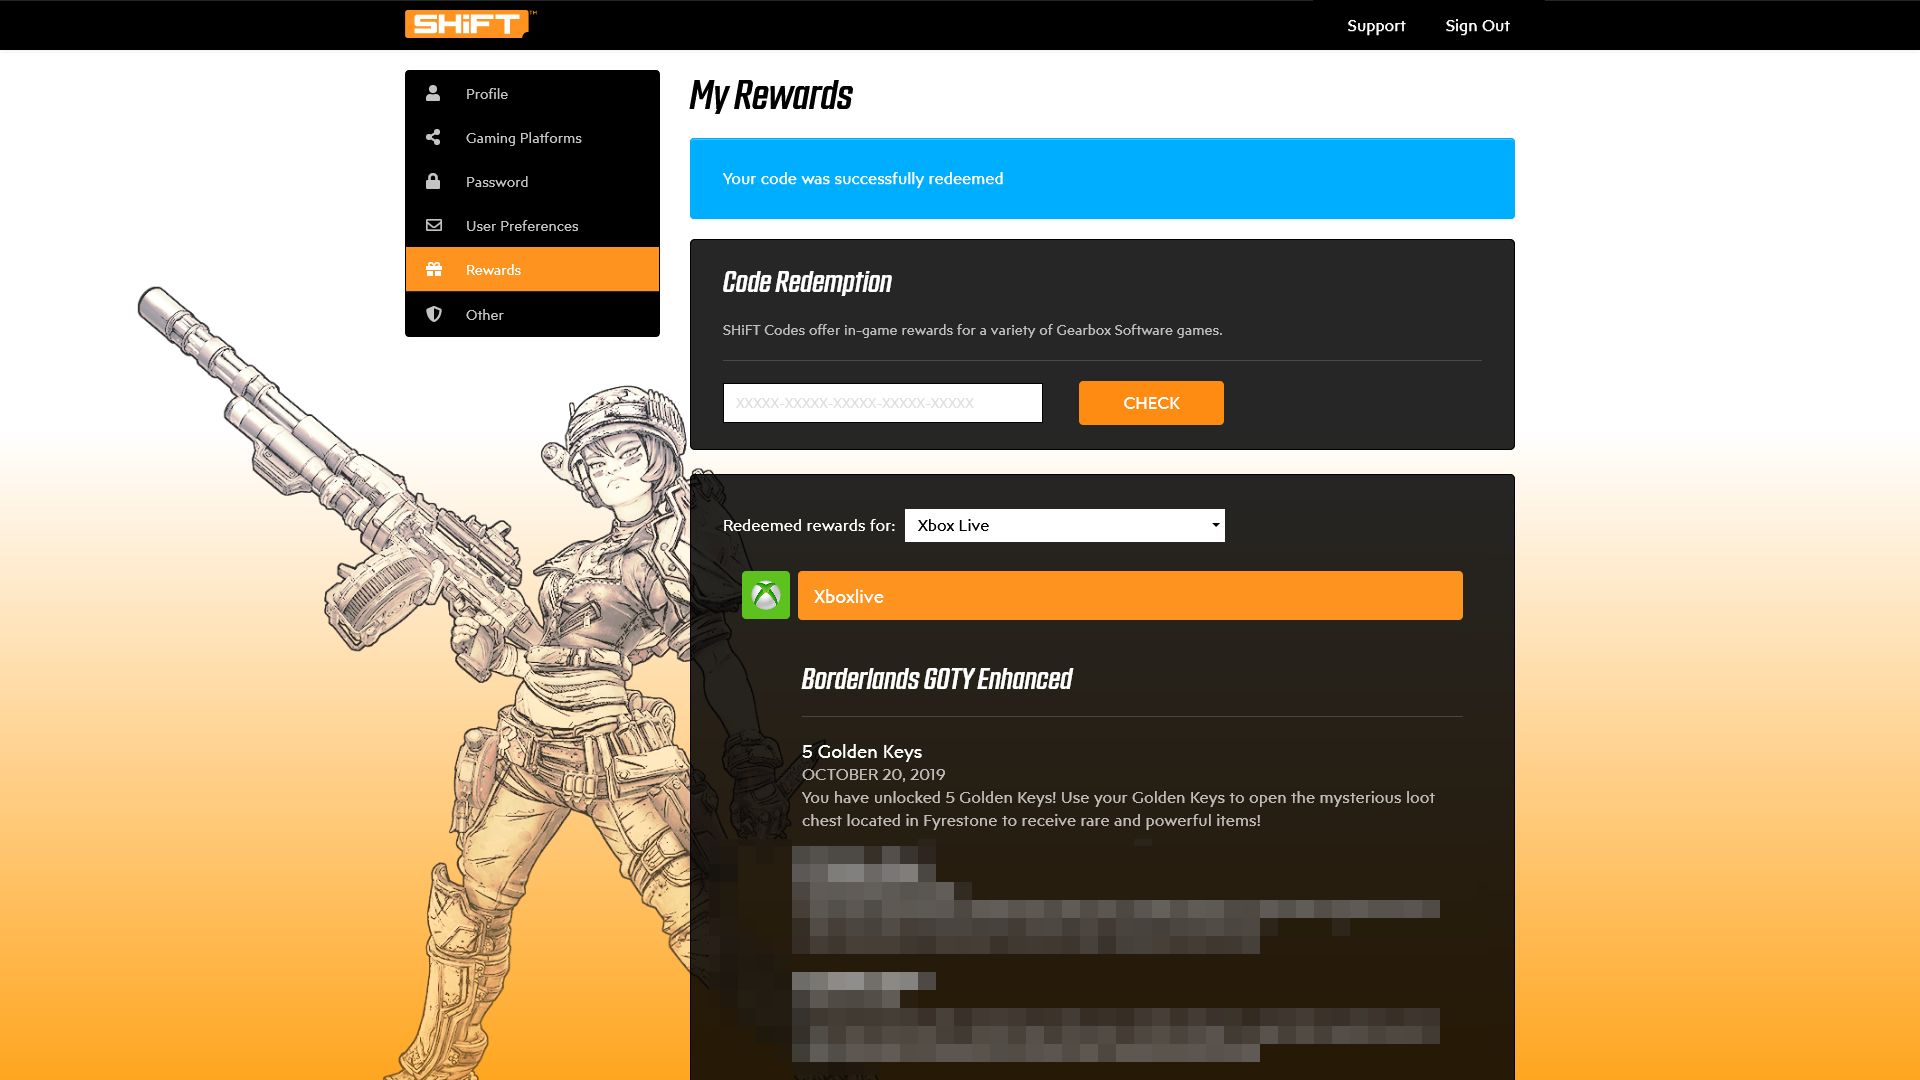 SHiFT™
Support
Sign Out
Profile
Gaming Platforms
Password
User Preferences
Rewards
Other
My Rewards
Your code was successfully redeemed
Code Redemption
SHiFT Codes offer in-game rewards for a variety of Gearbox Software games.
XXXXX-XXXXX-XXXXX-XXXXX-XXXXX
CHECK
Redeemed rewards for:
Xbox Live
Xboxlive
Borderlands GOTY Enhanced
5 Golden Keys
OCTOBER 20, 2019
You have unlocked 5 Golden Keys! Use your Golden Keys to open the mysterious loot
chest located in Fyrestone to receive rare and powerful items!